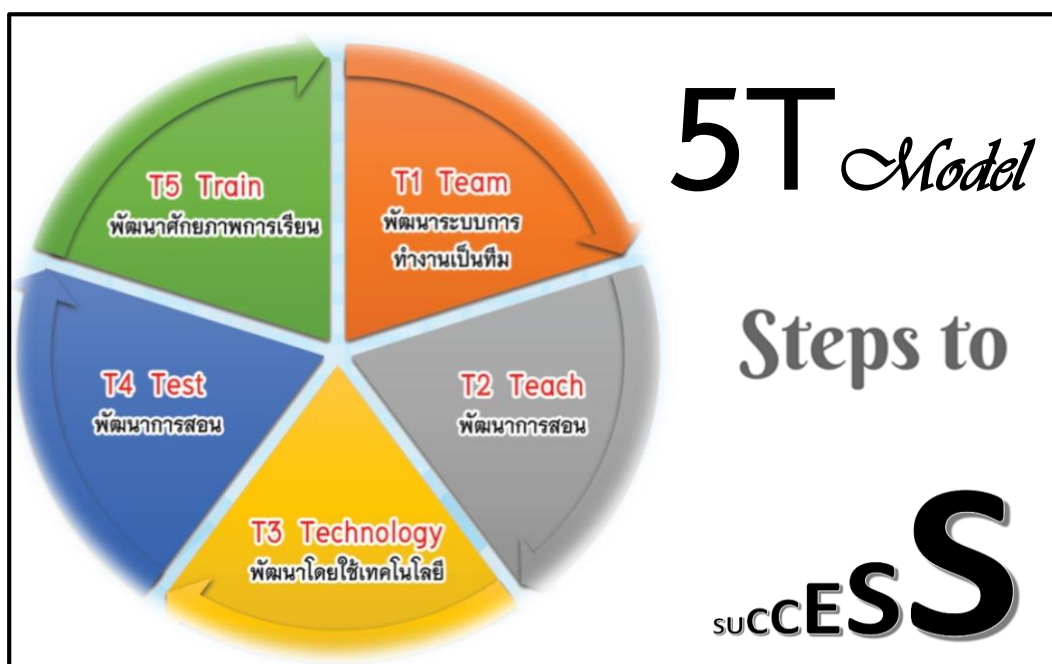 5T Model
Steps to
SUCCESS
T1 Team
พัฒนาระบบการ
ทำงานเป็นทีม
T2 Teach
พัฒนาการสอน
T3 Technology
พัฒนาโดยใช้เทคโนโลยี
T4 Test
พัฒนาการสอน
T5 Train
พัฒนาศักยภาพการเรียน